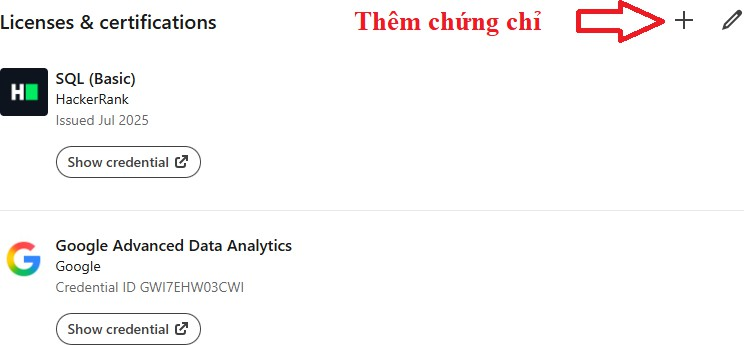 Licenses & certifications
Thêm chứng chỉ
SQL (Basic)
HackerRank
Issued Jul 2025
Show credential
Google Advanced Data Analytics
Google
Credential ID GWI7EHW03CWI
Show credential